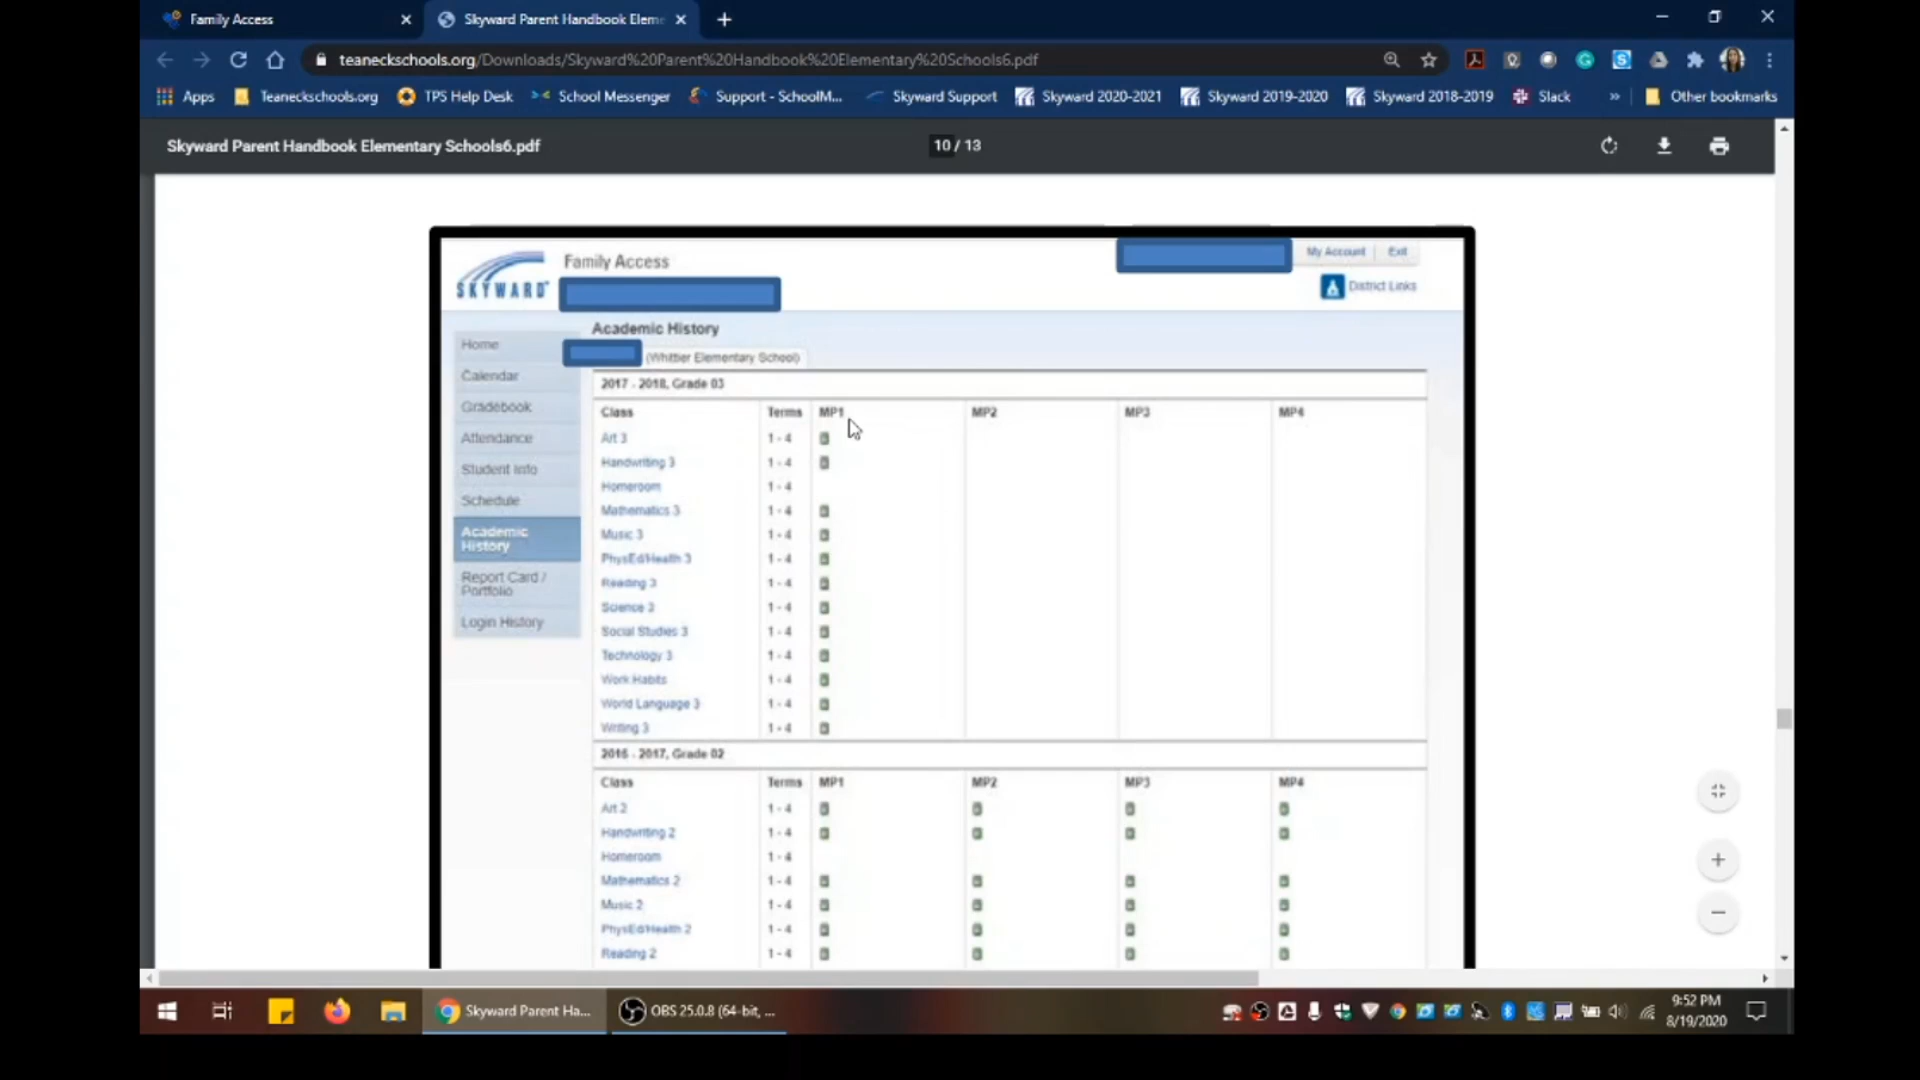 Family Access
Skyward Parent Handbook Elem
teaneckschools.org/Downloads/Skyward%20Parent%20Handbook%20Elementary%20Schools6.pdf
Apps Teaneckschools.org TPS Help Desk School Messenger Support - SchoolM... Skyward Support Skyward 2020-2021 Skyward 2019-2020 Skyward 2018-2019 Slack » Other bookmarks
Skyward Parent Handbook Elementary Schools6.pdf 10 / 13
SKYWARD
Family Access
My Account Exit
District Links
Home
Calendar
Gradebook
Attendance
Student Info
Schedule
Academic
History
Report Card /
Portfolio
Login History
Academic History
(Whittier Elementary School)
2017 - 2018, Grade 03
Class Terms MP1 MP2 MP3 MP4
Art 3 1 - 4
Handwriting 3 1 - 4
Homeroom 1 - 4
Mathematics 3 1 - 4
Music 3 1 - 4
PhysEd/Health 3 1 - 4
Reading 3 1 - 4
Science 3 1 - 4
Social Studies 3 1 - 4
Technology 3 1 - 4
Work Habits 1 - 4
World Language 3 1 - 4
Writing 3 1 - 4
2016 - 2017, Grade 02
Class Terms MP1 MP2 MP3 MP4
Art 2 1 - 4
Handwriting 2 1 - 4
Homeroom 1 - 4
Mathematics 2 1 - 4
Music 2 1 - 4
PhysEd/Health 2 1 - 4
Reading 2 1 - 4
Skyward Parent Ha...
OBS 25.0.8 (64-bit, ...
9:52 PM
8/19/2020